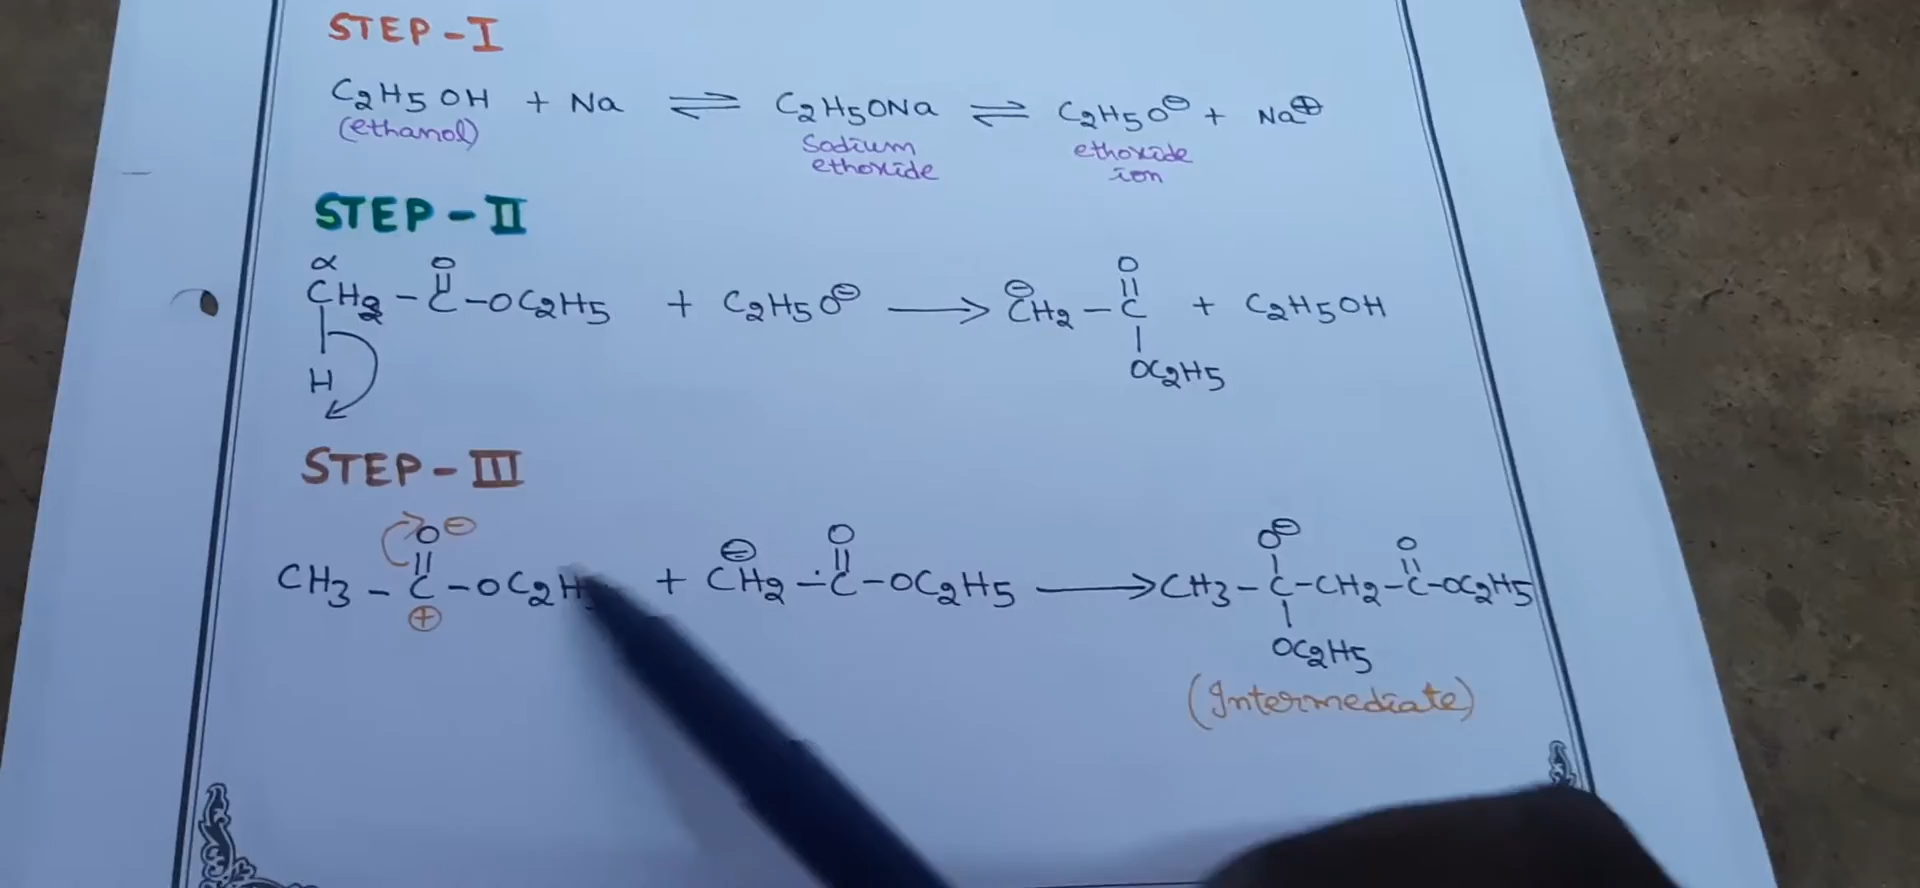 STEP - I
C2H5OH + Na ⇌ C2H5ONa ⇌ C2H5O⊖ + Na⊕
(ethanol) Sodium ethoxide ethoxide ion
STEP - II
α O O
CH2 - C - OC2H5 + C2H5O⊖ ⟶ ⊖CH2 - C + C2H5OH
H OC2H5
STEP - III
O⊖ ⊖ O O⊖ O
CH3 - C - OC2H5 + CH2 - C - OC2H5 ⟶ CH3 - C - CH2 - C - OC2H5
⊕ OC2H5
(Intermediate)